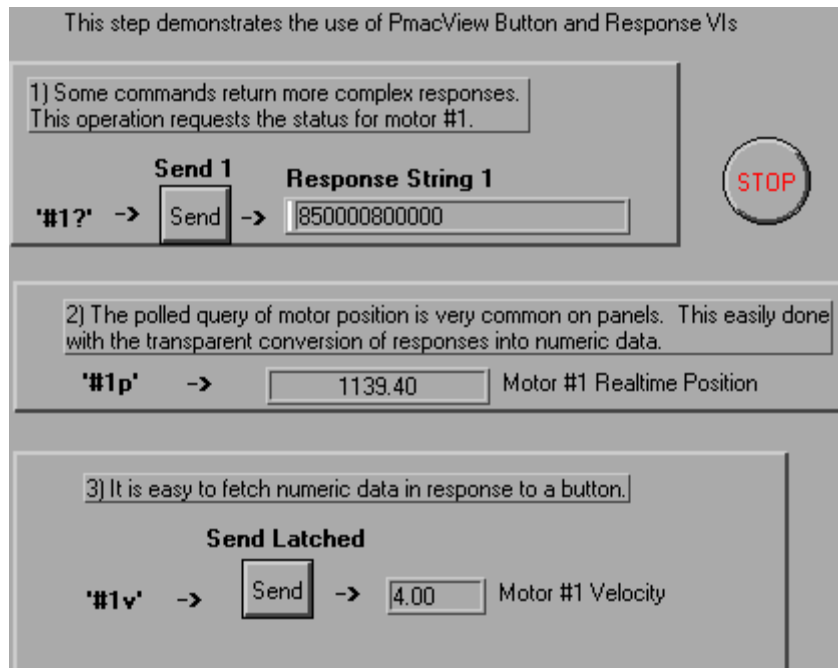 This step demonstrates the use of PmacView Button and Response VIs
1) Some commands return more complex responses.
This operation requests the status for motor #1.
Send 1
Response String 1
'#1?' -> Send -> 850000800000
STOP
2) The polled query of motor position is very common on panels. This easily done
with the transparent conversion of responses into numeric data.
'#1p' -> 1139.40 Motor #1 Realtime Position
3) It is easy to fetch numeric data in response to a button.
Send Latched
'#1v' -> Send -> 4.00 Motor #1 Velocity